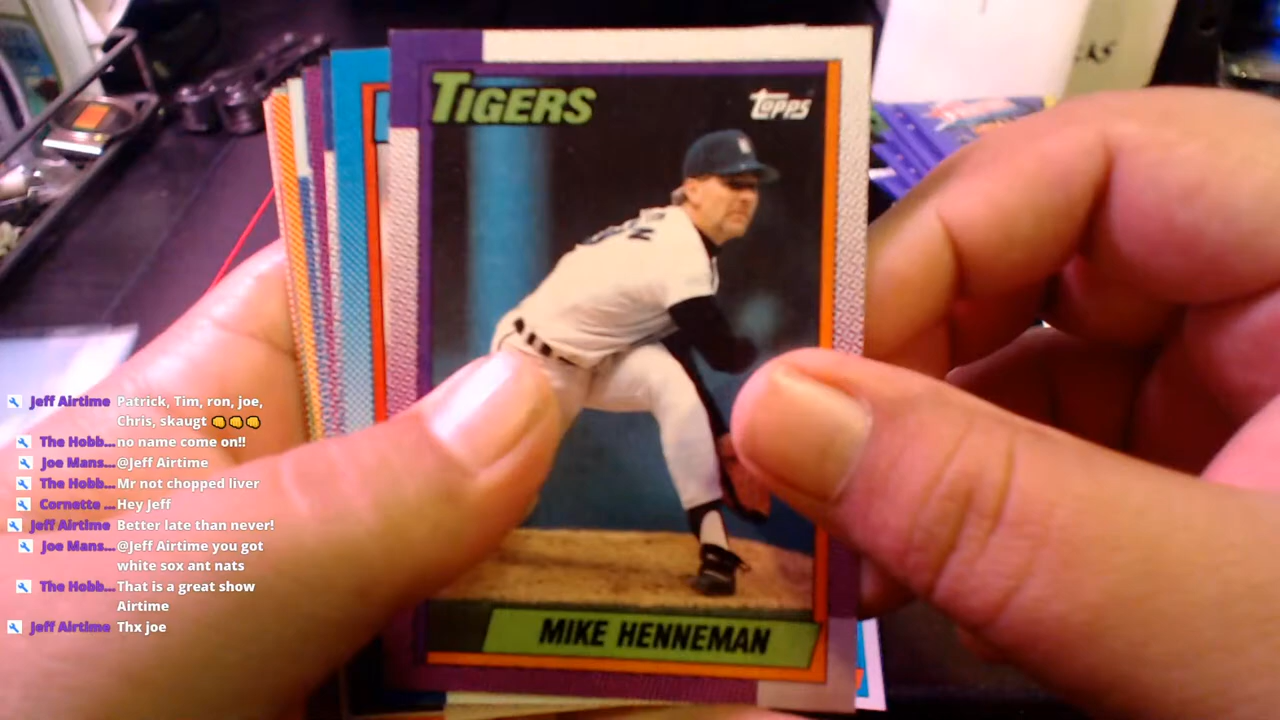 TIGERS
Topps
MIKE HENNEMAN
Jeff Airtime Patrick, Tim, ron, joe,
Chris, skaugt 👊👊👊
The Hobb... no name come on!!
Joe Mans... @Jeff Airtime
The Hobb... Mr not chopped liver
Cornette ... Hey Jeff
Jeff Airtime Better late than never!
Joe Mans... @Jeff Airtime you got
white sox ant nats
The Hobb... That is a great show
Airtime
Jeff Airtime Thx joe